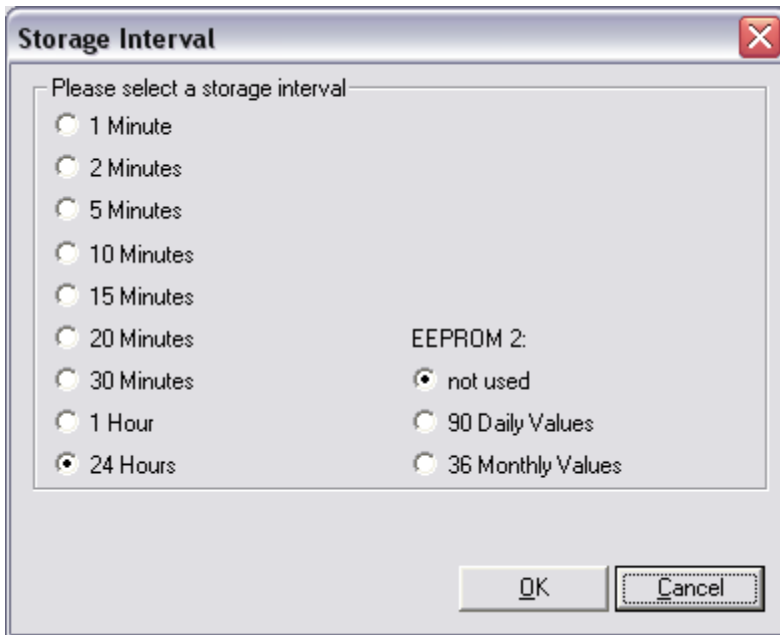 Storage Interval
Please select a storage interval
1 Minute
2 Minutes
5 Minutes
10 Minutes
15 Minutes
20 Minutes
30 Minutes
1 Hour
24 Hours
EEPROM 2:
not used
90 Daily Values
36 Monthly Values
OK
Cancel